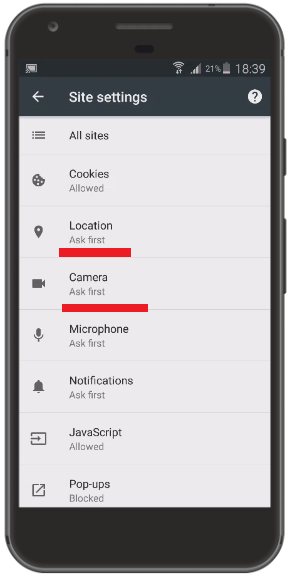 21% 18:39
Site settings
All sites
Cookies
Allowed
Location
Ask first
Camera
Ask first
Microphone
Ask first
Notifications
Ask first
JavaScript
Allowed
Pop-ups
Blocked